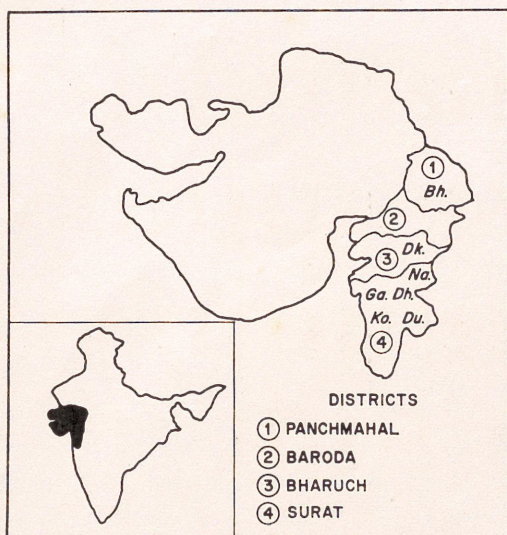 ①
Bh.
②
③ Dk.
Na.
Ga. Dh.
Ko. Du.
④
DISTRICTS
① PANCHMAHAL
② BARODA
③ BHARUCH
④ SURAT